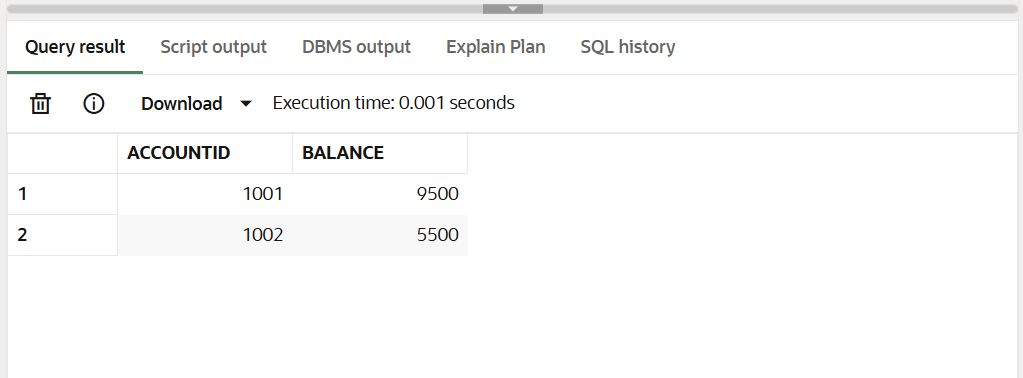 Query result Script output DBMS output Explain Plan SQL history
Download Execution time: 0.001 seconds
ACCOUNTID BALANCE
1 1001 9500
2 1002 5500